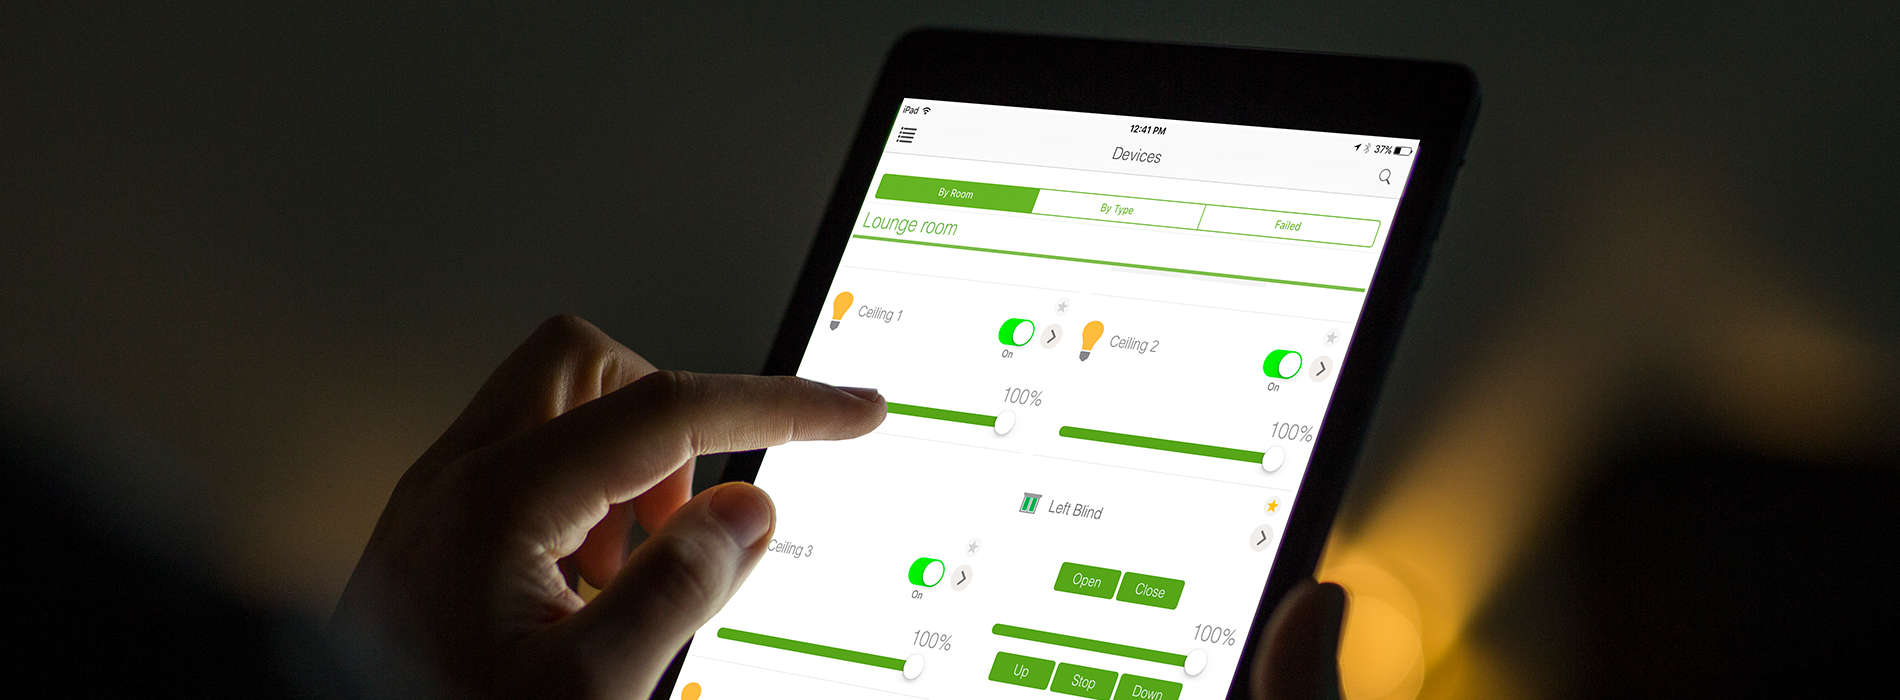 iPad
12:41 PM
37%
Devices
By Room
By Type
Failed
Lounge room
Ceiling 1
On
100%
Ceiling 2
On
100%
Ceiling 3
On
100%
Left Blind
Open
Close
100%
Up
Stop
Down